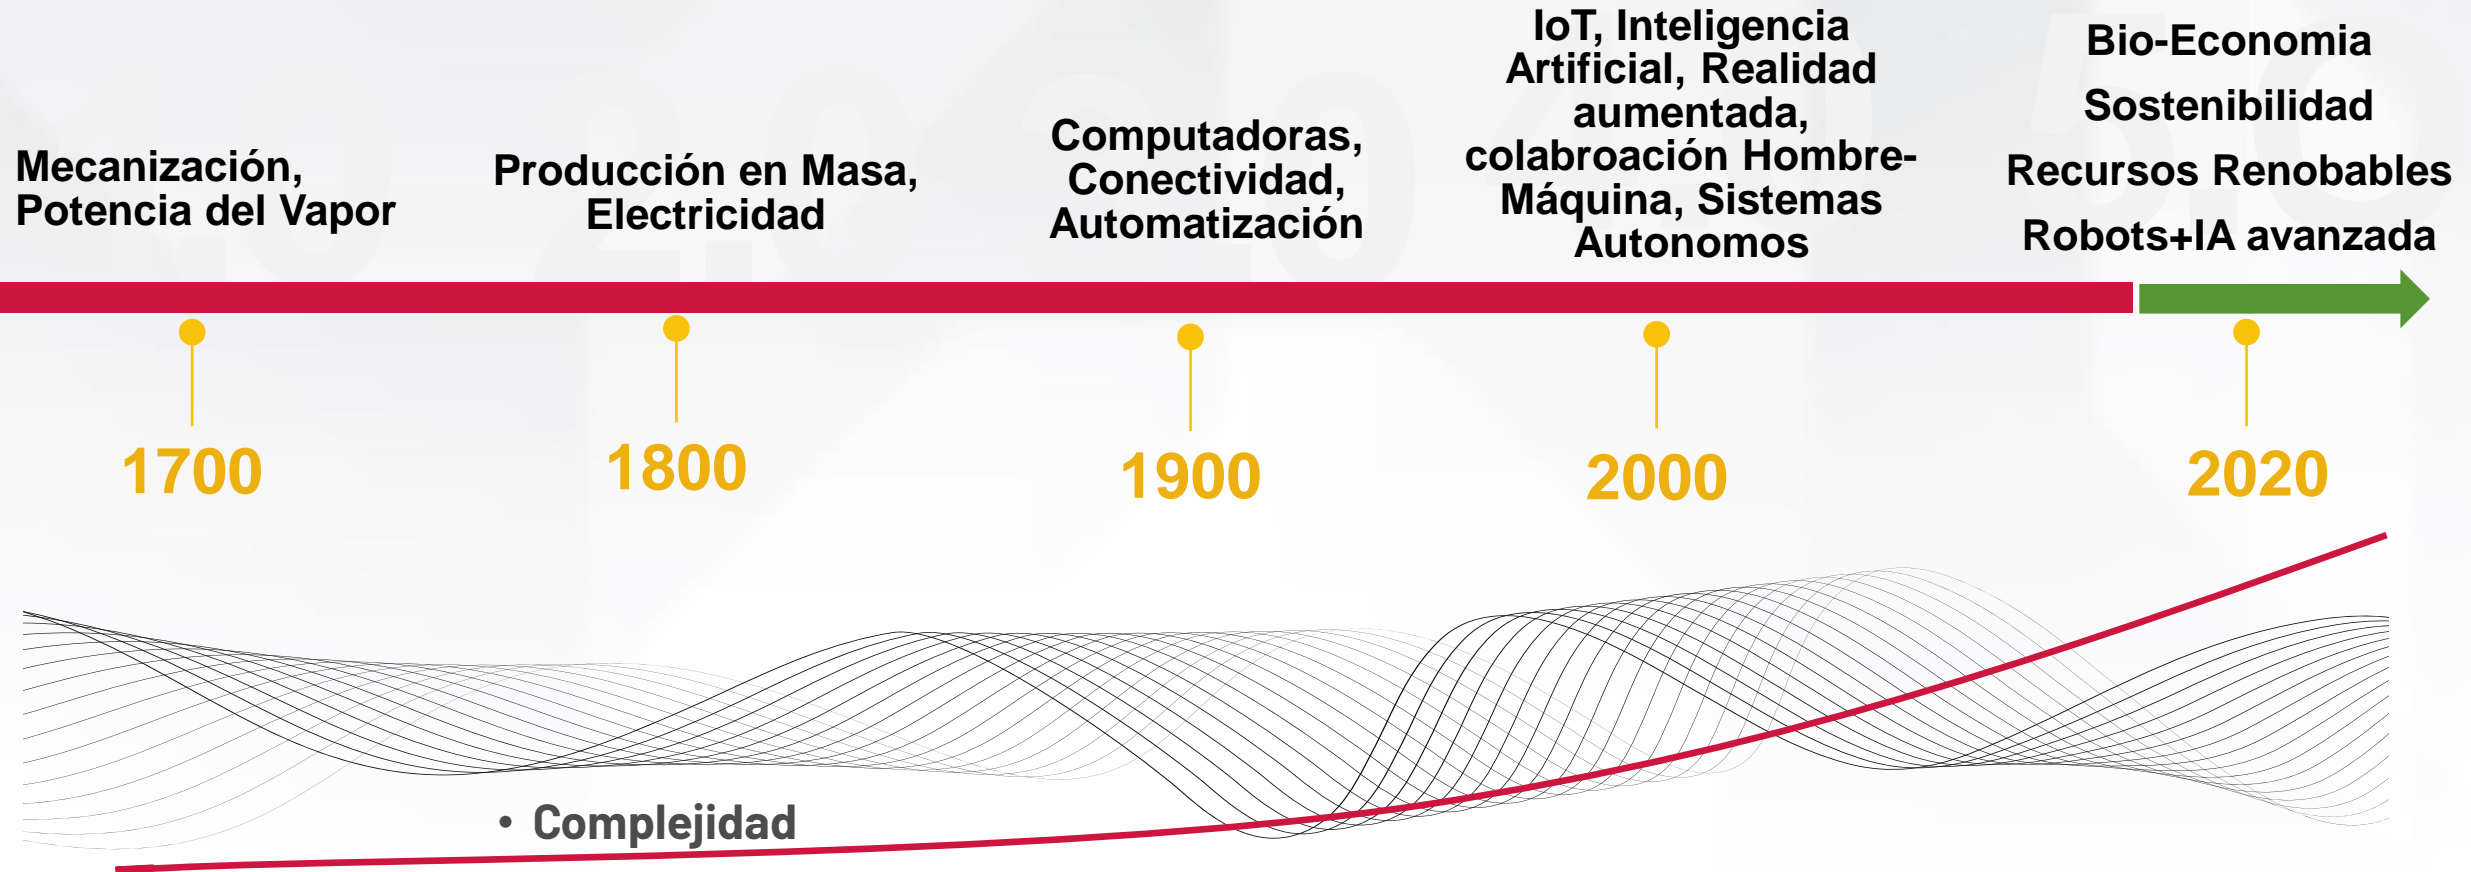 Mecanización,
Potencia del Vapor
Producción en Masa,
Electricidad
Computadoras,
Conectividad,
Automatización
IoT, Inteligencia
Artificial, Realidad
aumentada,
colabroación Hombre-
Máquina, Sistemas
Autonomos
Bio-Economia
Sostenibilidad
Recursos Renobables
Robots+IA avanzada
1700
1800
1900
2000
2020
• Complejidad